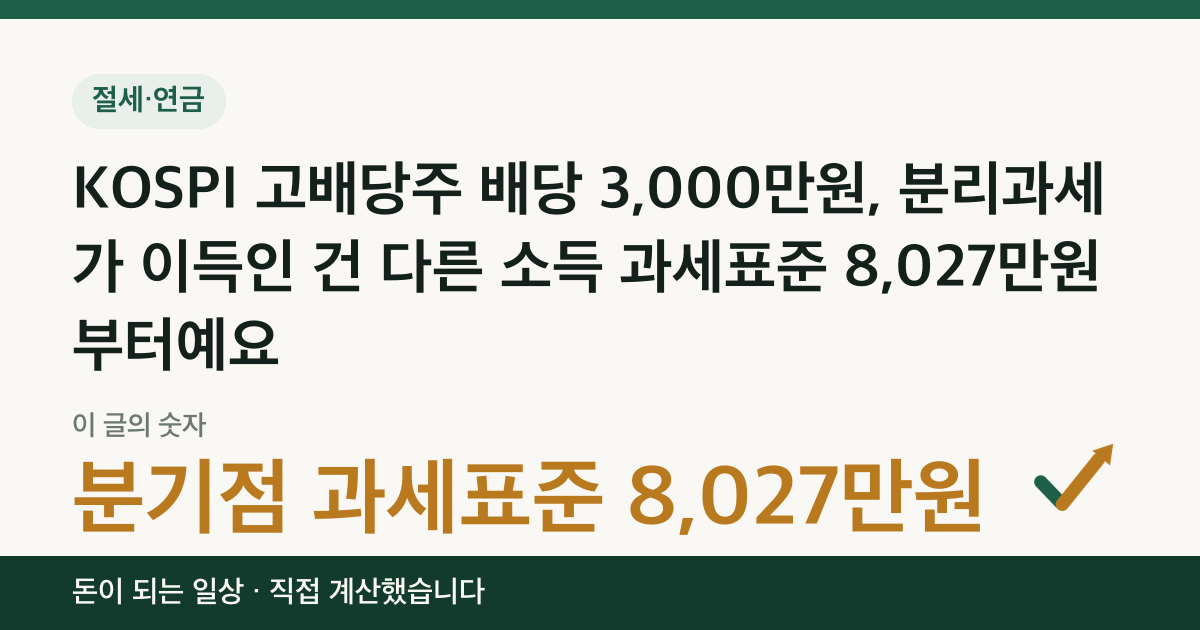 절세·연금
KOSPI 고배당주 배당 3,000만원, 분리과세
가 이득인 건 다른 소득 과세표준 8,027만원
부터예요
이 글의 숫자
분기점 과세표준 8,027만원
돈이 되는 일상 · 직접 계산했습니다